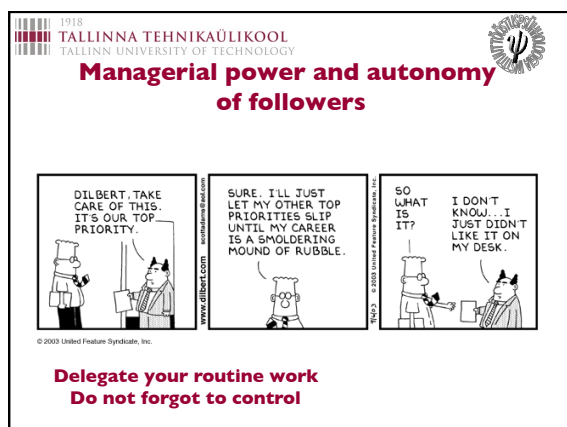 1918
TALLINNA TEHNIKAÜLIKOOL
TALLINN UNIVERSITY OF TECHNOLOGY
Managerial power and autonomy
of followers
DILBERT, TAKE
CARE OF THIS.
IT'S OUR TOP
PRIORITY.
www.dilbert.com
scottadams@aol.com
SURE. I'LL JUST
LET MY OTHER TOP
PRIORITIES SLIP
UNTIL MY CAREER
IS A SMOLDERING
MOUND OF RUBBLE.
© 2003 United Feature Syndicate, Inc.
SO
WHAT
IS
IT?
I DON'T
KNOW...I
JUST DIDN'T
LIKE IT ON
MY DESK.
© 2003 United Feature Syndicate, Inc.
Delegate your routine work
Do not forgot to control